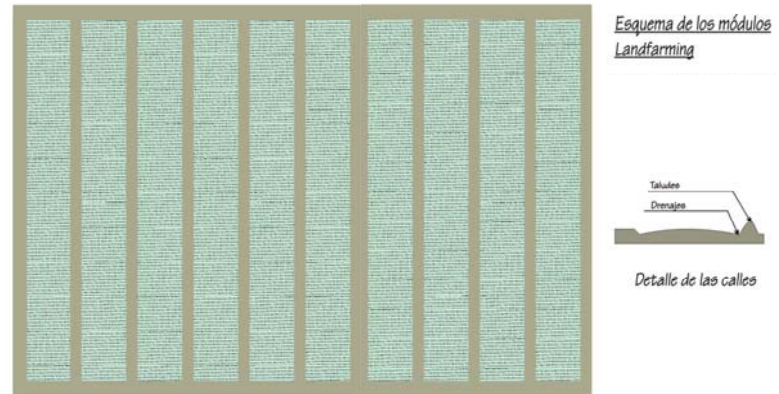 Esquema de los módulos
Landfarming
Taludes
Drenajes
Detalle de las calles